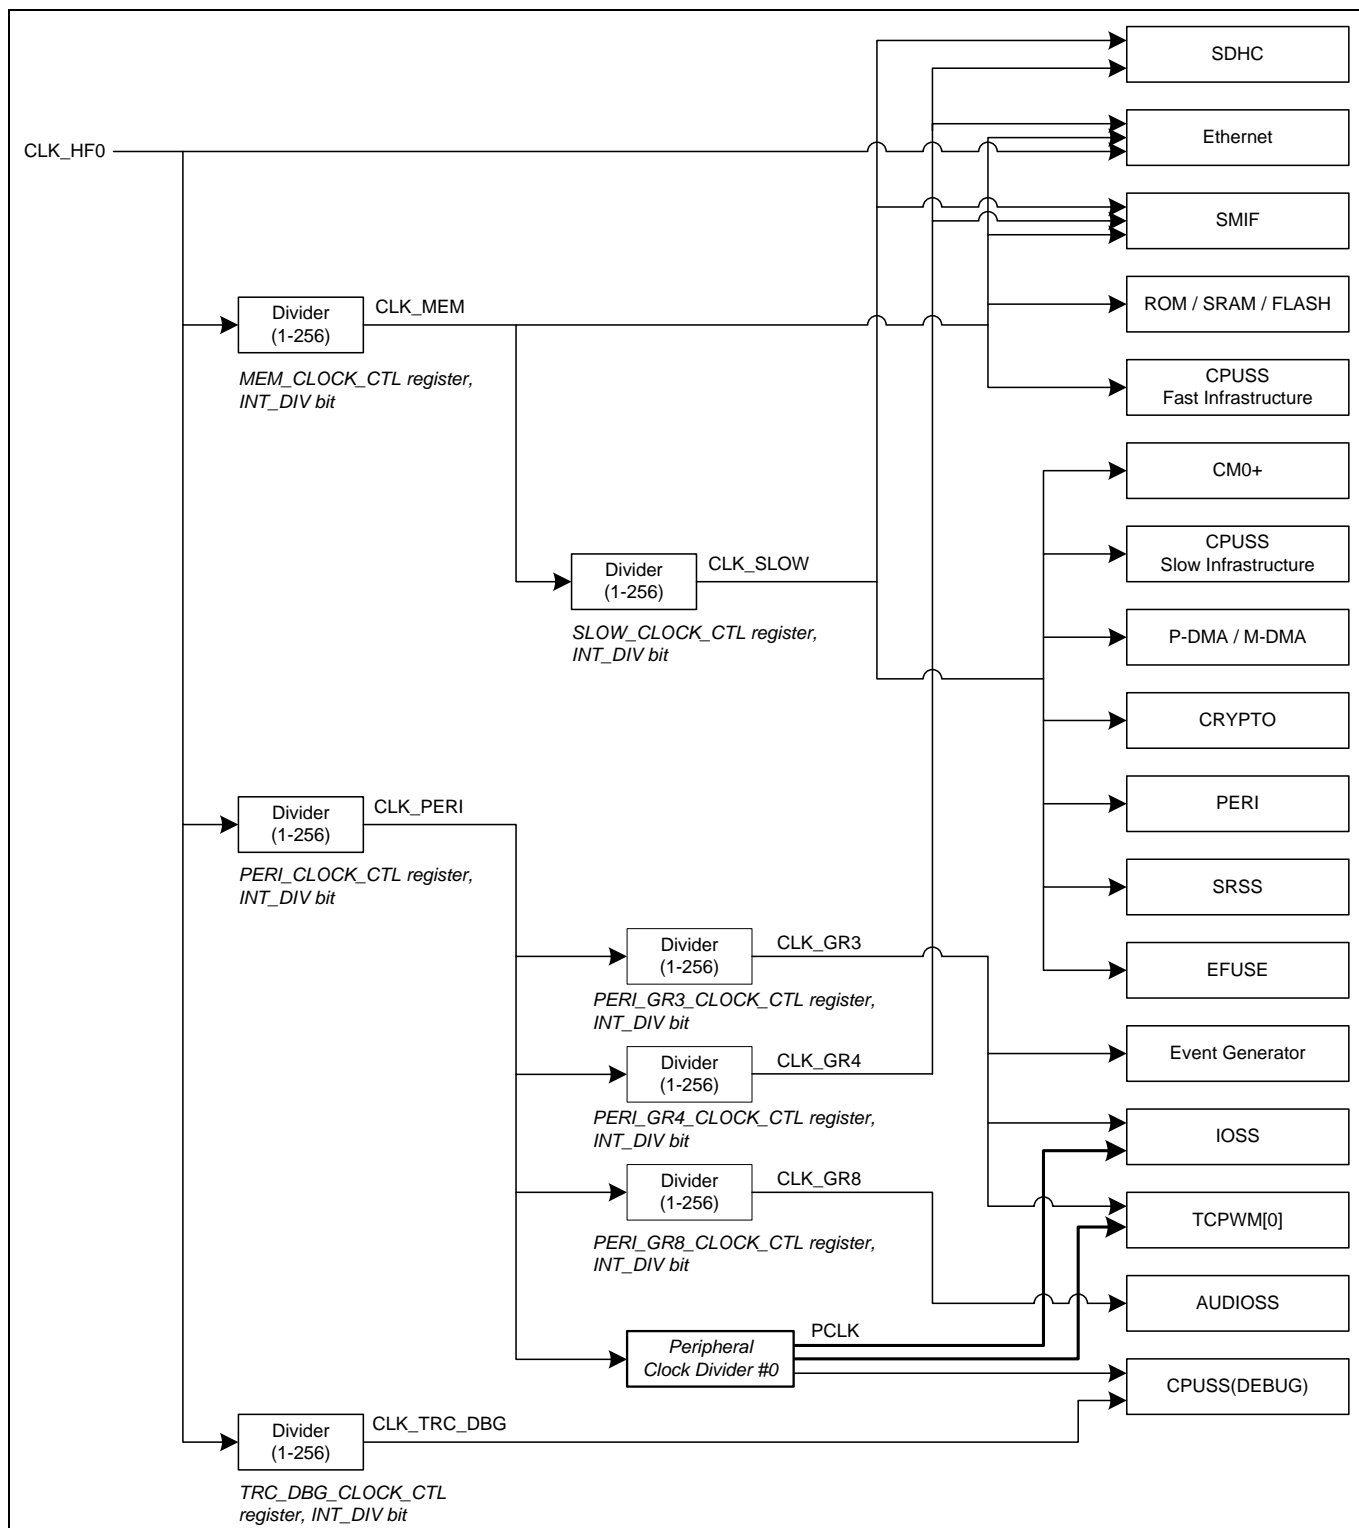 SDHC
Ethernet
CLK_HF0
SMIF
Divider
(1-256)
CLK_MEM
MEM_CLOCK_CTL register,
INT_DIV bit
ROM / SRAM / FLASH
CPUSS
Fast Infrastructure
CM0+
CPUSS
Slow Infrastructure
Divider
(1-256)
CLK_SLOW
SLOW_CLOCK_CTL register,
INT_DIV bit
P-DMA / M-DMA
CRYPTO
PERI
Divider
(1-256)
CLK_PERI
PERI_CLOCK_CTL register,
INT_DIV bit
SRSS
EFUSE
Divider
(1-256)
CLK_GR3
PERI_GR3_CLOCK_CTL register,
INT_DIV bit
Event Generator
Divider
(1-256)
CLK_GR4
PERI_GR4_CLOCK_CTL register,
INT_DIV bit
IOSS
Divider
(1-256)
CLK_GR8
PERI_GR8_CLOCK_CTL register,
INT_DIV bit
TCPWM[0]
AUDIOSS
Peripheral
Clock Divider #0
PCLK
CPUSS(DEBUG)
Divider
(1-256)
CLK_TRC_DBG
TRC_DBG_CLOCK_CTL
register, INT_DIV bit